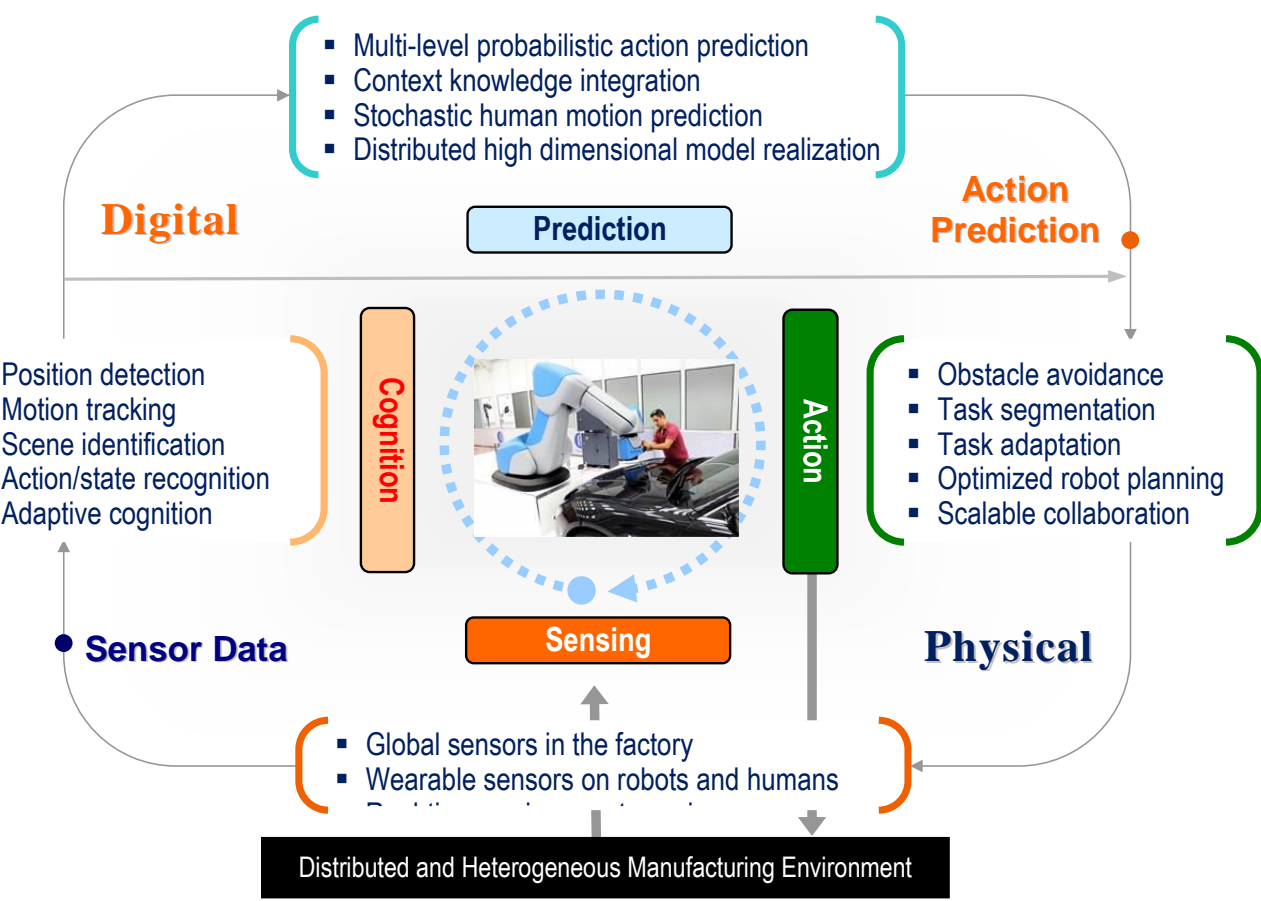 ▪ Multi-level probabilistic action prediction
▪ Context knowledge integration
▪ Stochastic human motion prediction
▪ Distributed high dimensional model realization
Digital
Prediction
Action
Prediction
Cognition
Action
Position detection
Motion tracking
Scene identification
Action/state recognition
Adaptive cognition
▪ Obstacle avoidance
▪ Task segmentation
▪ Task adaptation
▪ Optimized robot planning
▪ Scalable collaboration
Sensor Data
Sensing
Physical
▪ Global sensors in the factory
▪ Wearable sensors on robots and humans
Distributed and Heterogeneous Manufacturing Environment